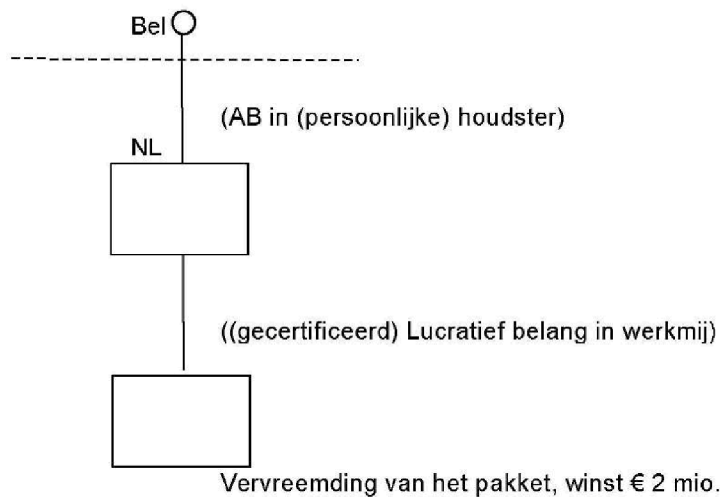 Bel
(AB in (persoonlijke) houdster)
NL
((gecertificeerd) Lucratief belang in werkmij)
Vervreemding van het pakket, winst € 2 mio.